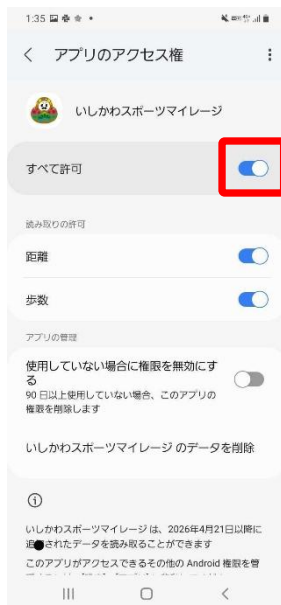 1:35
アプリのアクセス権
いしかわスポーツマイレージ
すべて許可
読み取りの許可
距離
歩数
アプリの管理
使用していない場合に権限を無効にす
る
90 日以上使用していない場合、このアプリの
権限を削除します
いしかわスポーツマイレージ のデータを削除
いしかわスポーツマイレージ は、2026年4月21日以降に
追されたデータを読み取ることができます
このアプリがアクセスできるその他の Android 権限を管